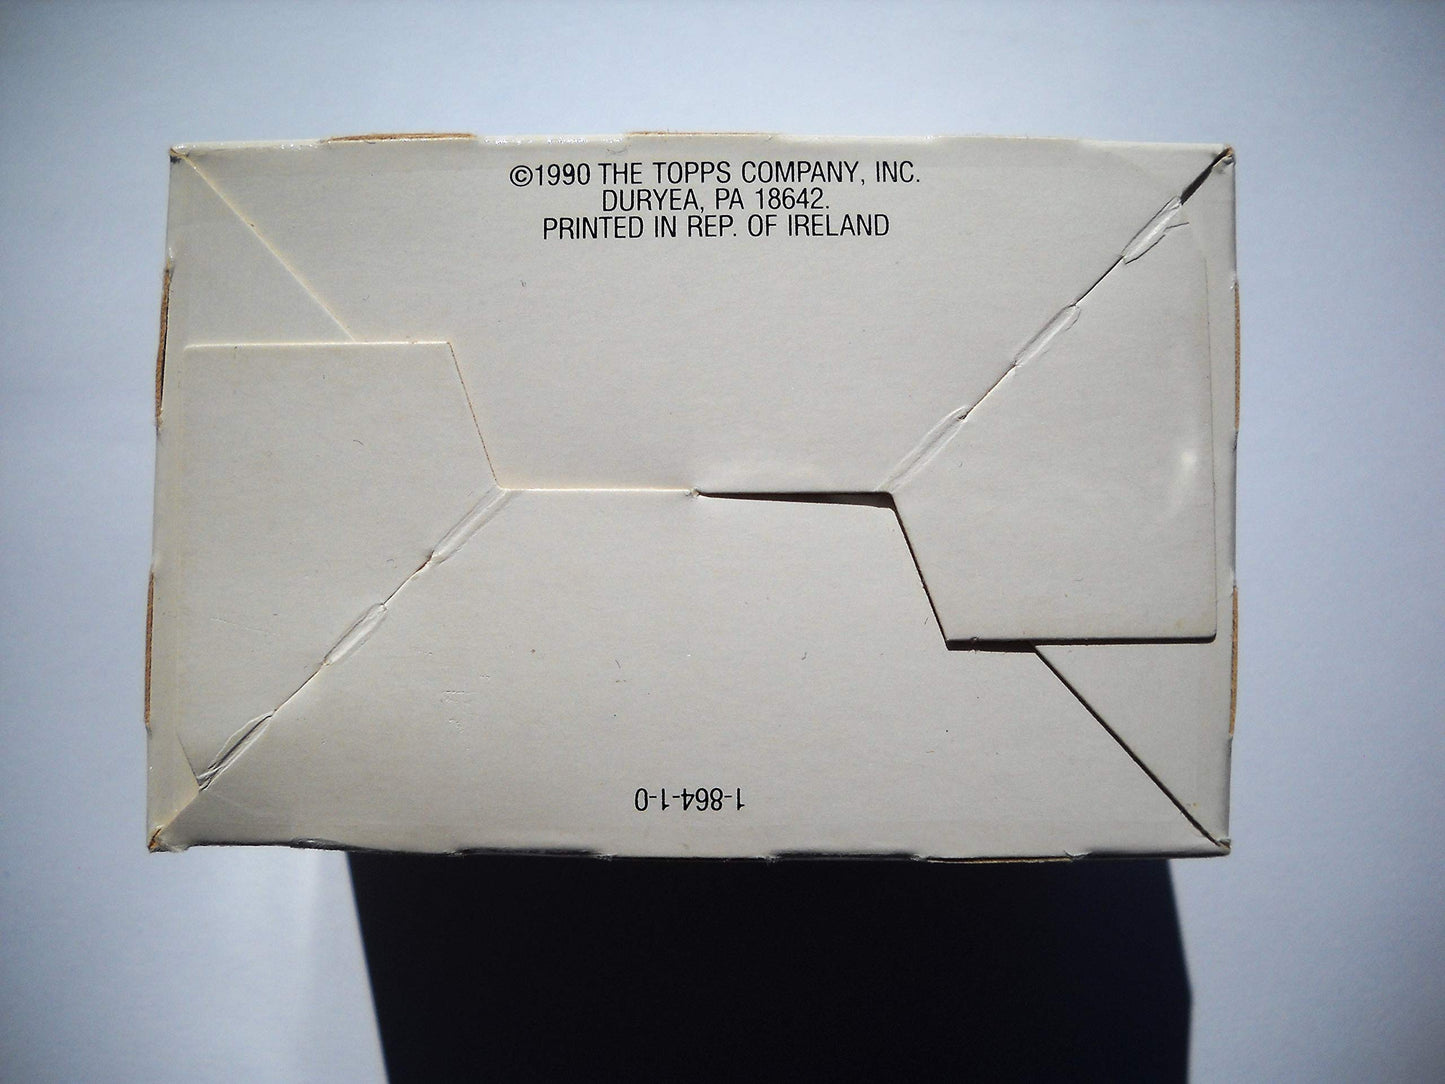 ©1990 THE TOPPS COMPANY, INC.
DURYEA, PA 18642.
PRINTED IN REP. OF IRELAND
1-864-1-0